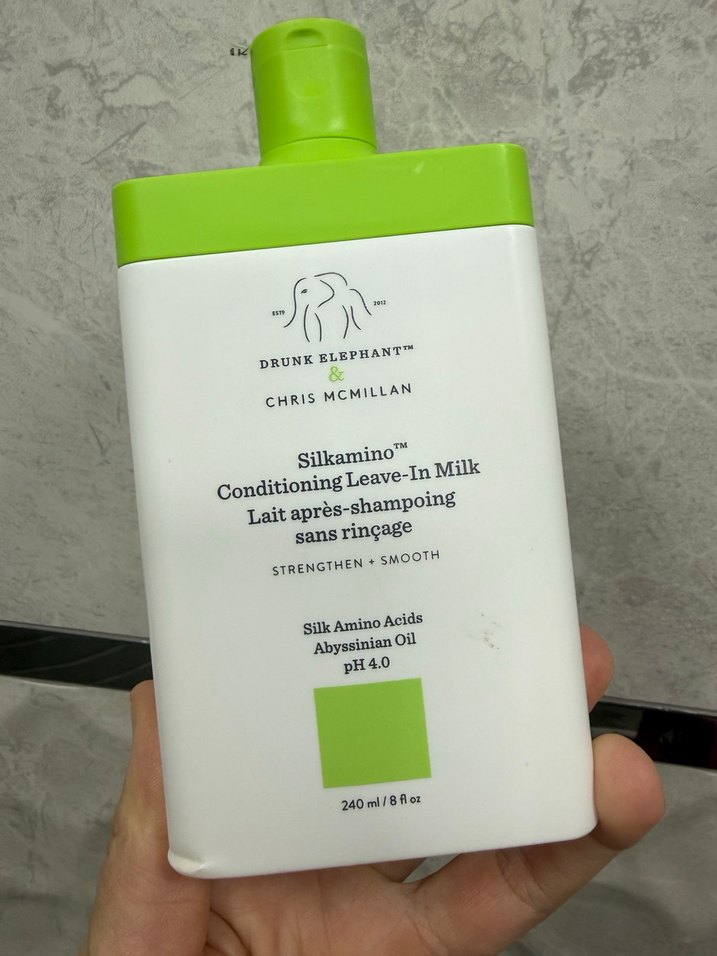 ESTD 2012
DRUNK ELEPHANT™
&
CHRIS MCMILLAN
Silkamino™
Conditioning Leave-In Milk
Lait après-shampoing
sans rinçage
STRENGTHEN + SMOOTH
Silk Amino Acids
Abyssinian Oil
pH 4.0
240 ml / 8 fl oz